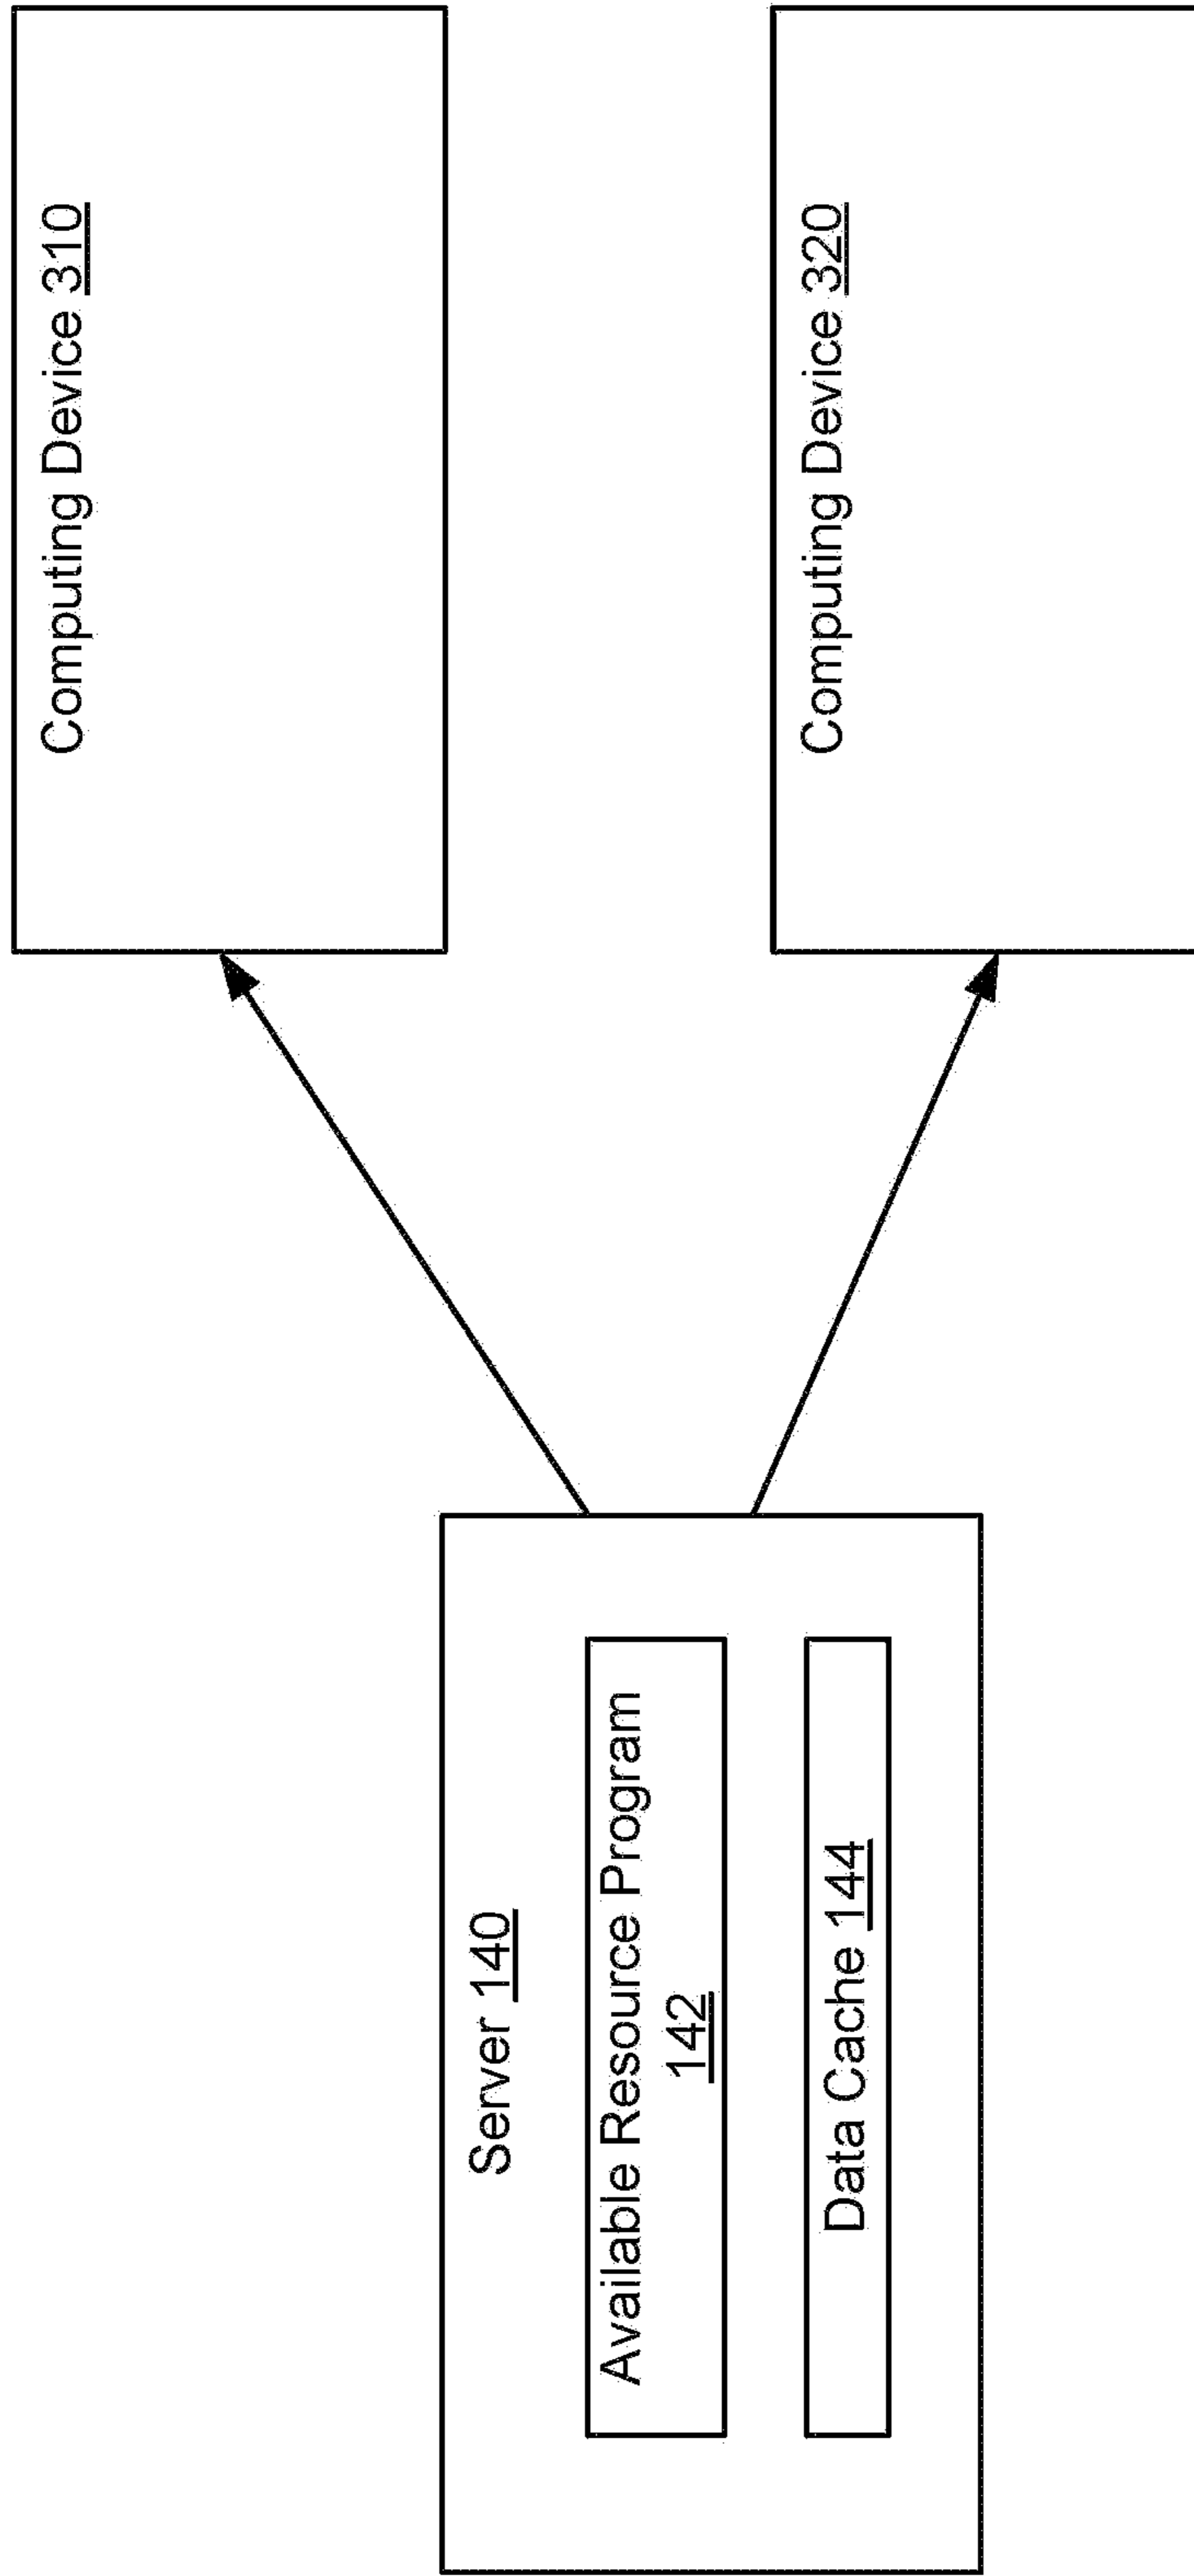 Server 140
Available Resource Program
142
Data Cache 144
Computing Device 310
Computing Device 320